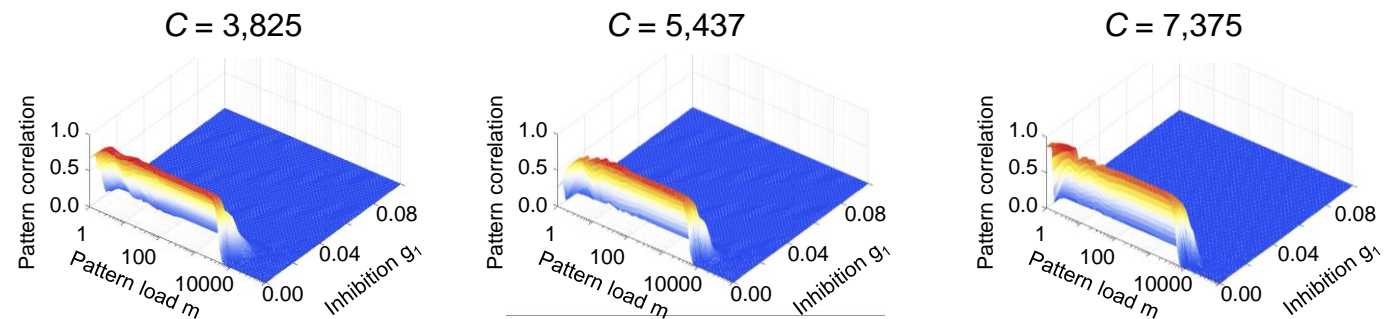 C = 3,825
Pattern correlation
1.0
0.5
0.0
1
100
10000
Pattern load m
0.00
0.04
0.08
Inhibition g1
C = 5,437
Pattern correlation
1.0
0.5
0.0
1
100
10000
Pattern load m
0.00
0.04
0.08
Inhibition g1
C = 7,375
Pattern correlation
1.0
0.5
0.0
1
100
10000
Pattern load m
0.00
0.04
0.08
Inhibition g1